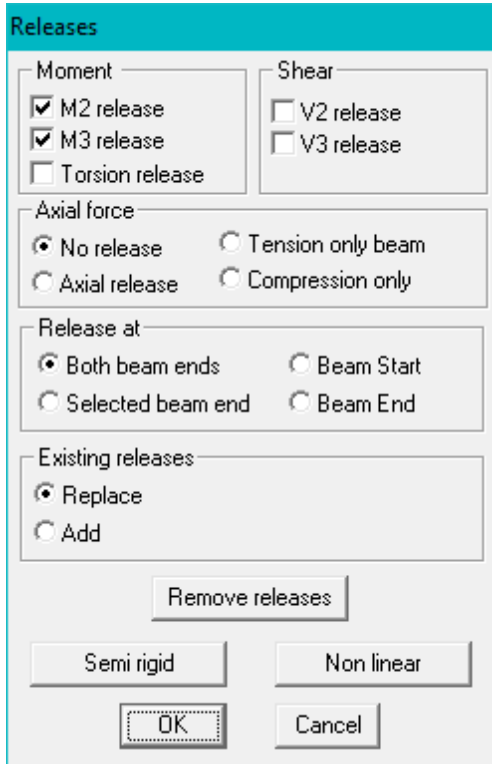 Releases
Moment
M2 release
M3 release
Torsion release
Shear
V2 release
V3 release
Axial force
No release
Tension only beam
Axial release
Compression only
Release at
Both beam ends
Beam Start
Selected beam end
Beam End
Existing releases
Replace
Add
Remove releases
Semi rigid
Non linear
OK
Cancel